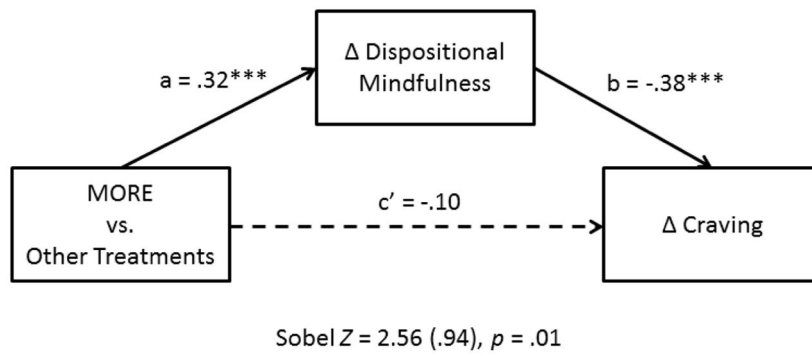 Δ Dispositional
Mindfulness
a = .32***
b = -.38***
MORE
vs.
Other Treatments
c’ = -.10
Δ Craving
Sobel Z = 2.56 (.94), p = .01